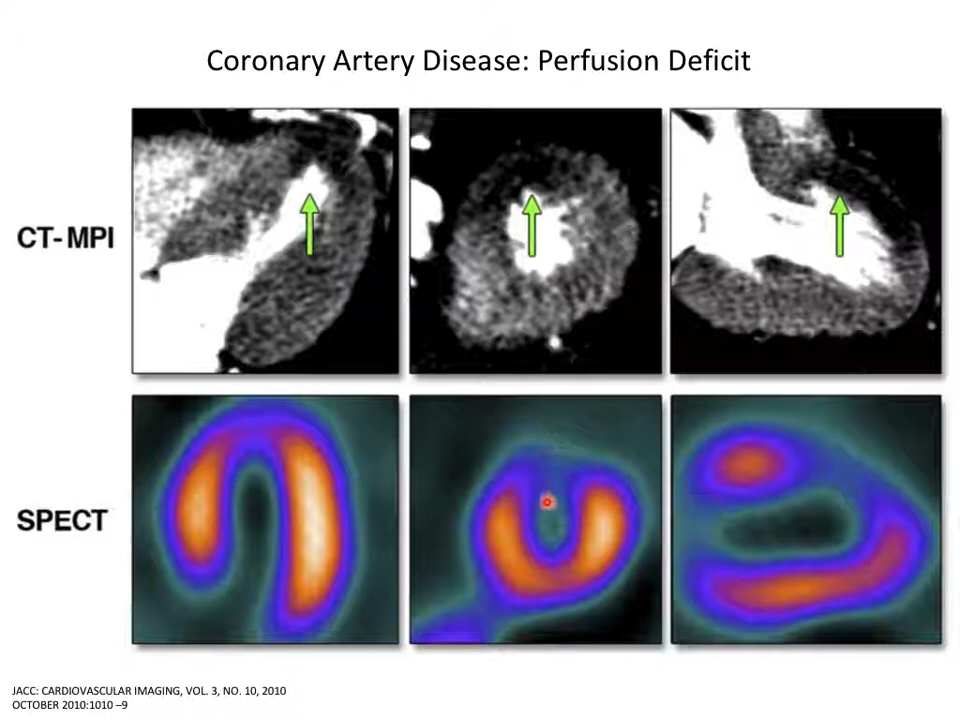 Coronary Artery Disease: Perfusion Deficit
CT-MPI
SPECT
JACC: CARDIOVASCULAR IMAGING, VOL. 3, NO. 10, 2010
OCTOBER 2010:1010 –9